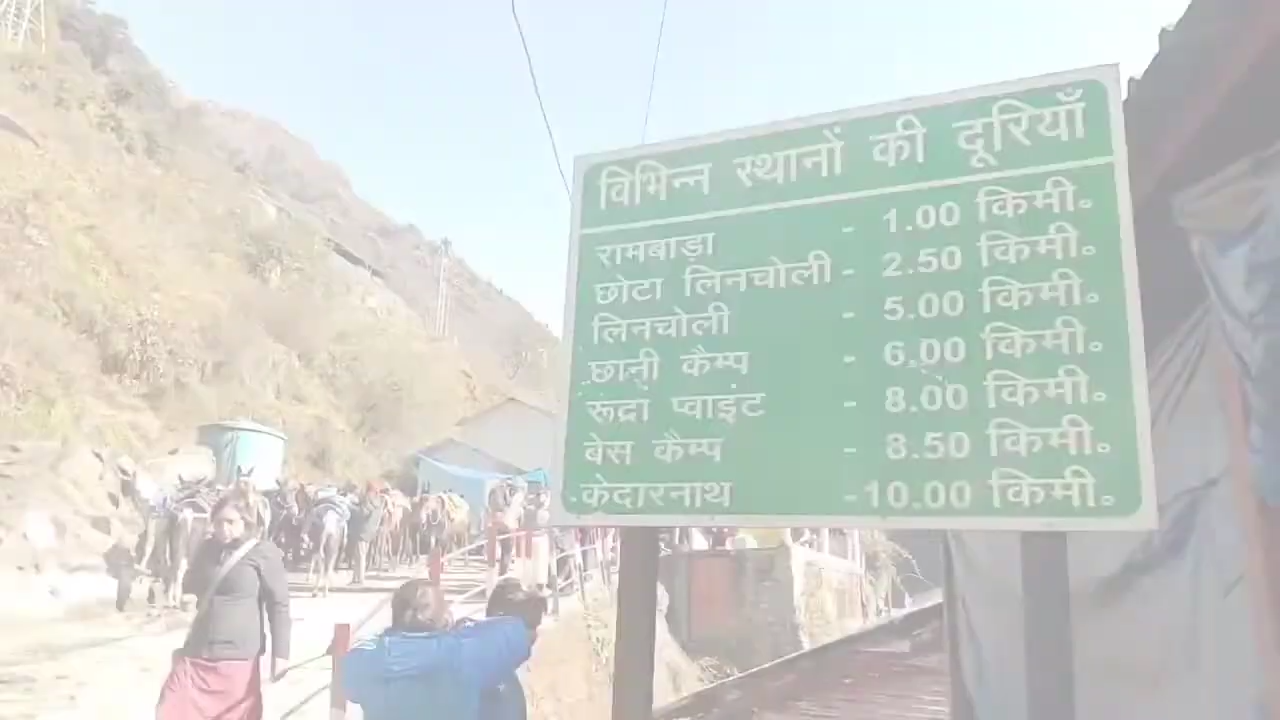 विभिन्न स्थानों की दूरियाँ
रामबाड़ा - 1.00 किमी॰
छोटा लिनचोली - 2.50 किमी॰
लिनचोली - 5.00 किमी॰
छानी कैम्प - 6.00 किमी॰
रूद्रा प्वाइंट - 8.00 किमी॰
बेस कैम्प - 8.50 किमी॰
केदारनाथ - 10.00 किमी॰